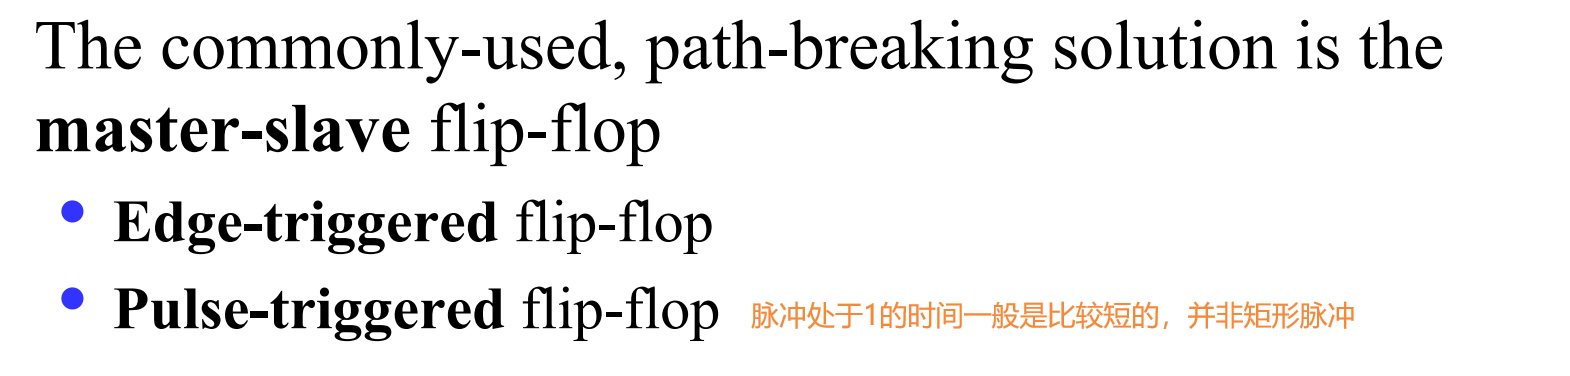 The commonly-used, path-breaking solution is the
master-slave flip-flop
• Edge-triggered flip-flop
• Pulse-triggered flip-flop 脉冲处于1的时间一般是比较短的，并非矩形脉冲